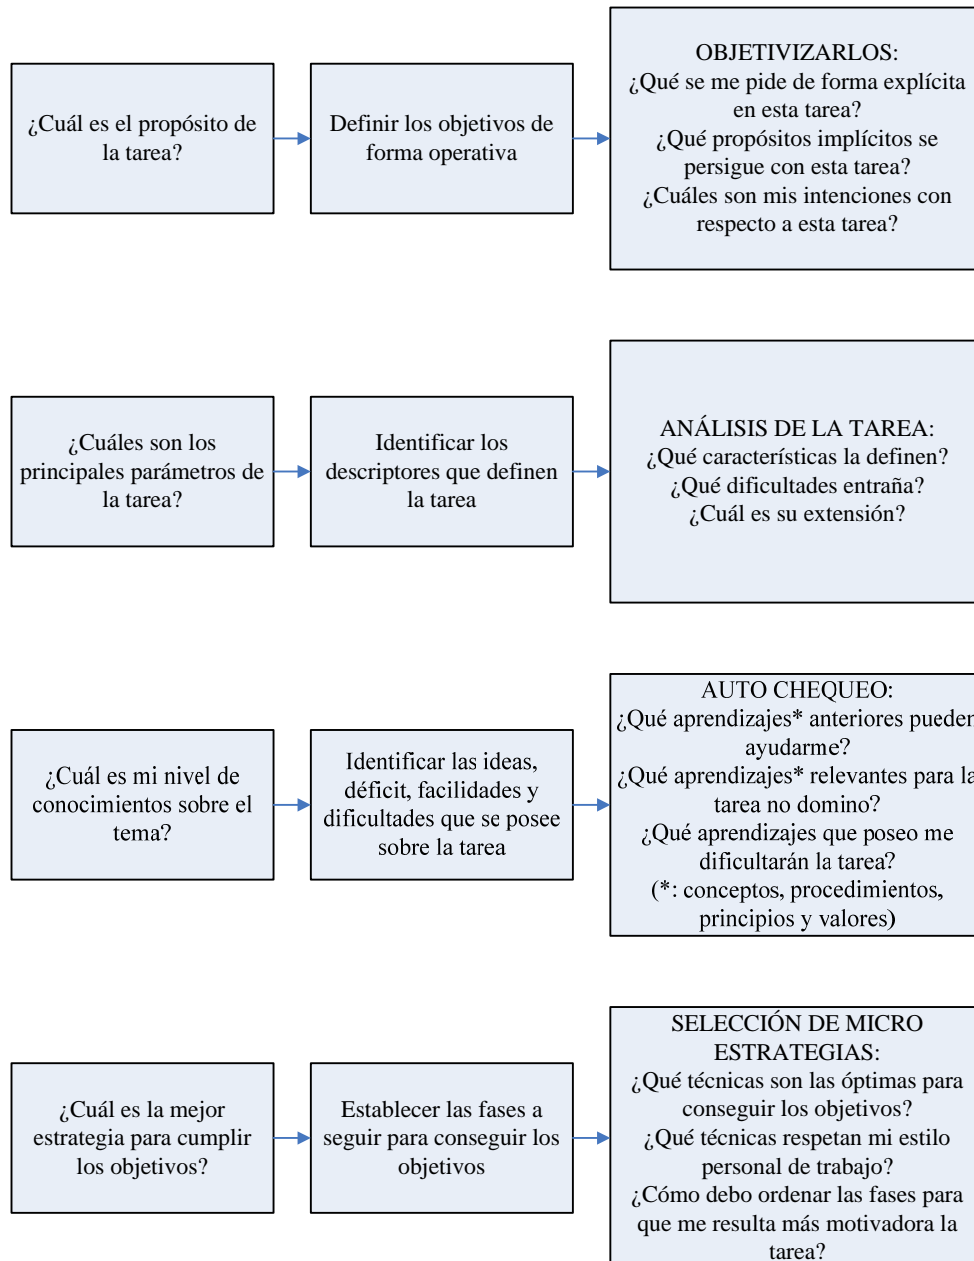 ¿Cuál es el propósito de
la tarea?
Definir los objetivos de
forma operativa
OBJETIVIZARLOS:
¿Qué se me pide de forma explícita
en esta tarea?
¿Qué propósitos implícitos se
persigue con esta tarea?
¿Cuáles son mis intenciones con
respecto a esta tarea?
¿Cuáles son los
principales parámetros de
la tarea?
Identificar los
descriptores que definen
la tarea
ANÁLISIS DE LA TAREA:
¿Qué características la definen?
¿Qué dificultades entraña?
¿Cuál es su extensión?
¿Cuál es mi nivel de
conocimientos sobre el
tema?
Identificar las ideas,
déficit, facilidades y
dificultades que se posee
sobre la tarea
AUTO CHEQUEO:
¿Qué aprendizajes* anteriores pueden
ayudarme?
¿Qué aprendizajes* relevantes para la
tarea no domino?
¿Qué aprendizajes que poseo me
dificultarán la tarea?
(*: conceptos, procedimientos,
principios y valores)
¿Cuál es la mejor
estrategia para cumplir
los objetivos?
Establecer las fases a
seguir para conseguir los
objetivos
SELECCIÓN DE MICRO
ESTRATEGIAS:
¿Qué técnicas son las óptimas para
conseguir los objetivos?
¿Qué técnicas respetan mi estilo
personal de trabajo?
¿Cómo debo ordenar las fases para
que me resulta más motivadora la
tarea?